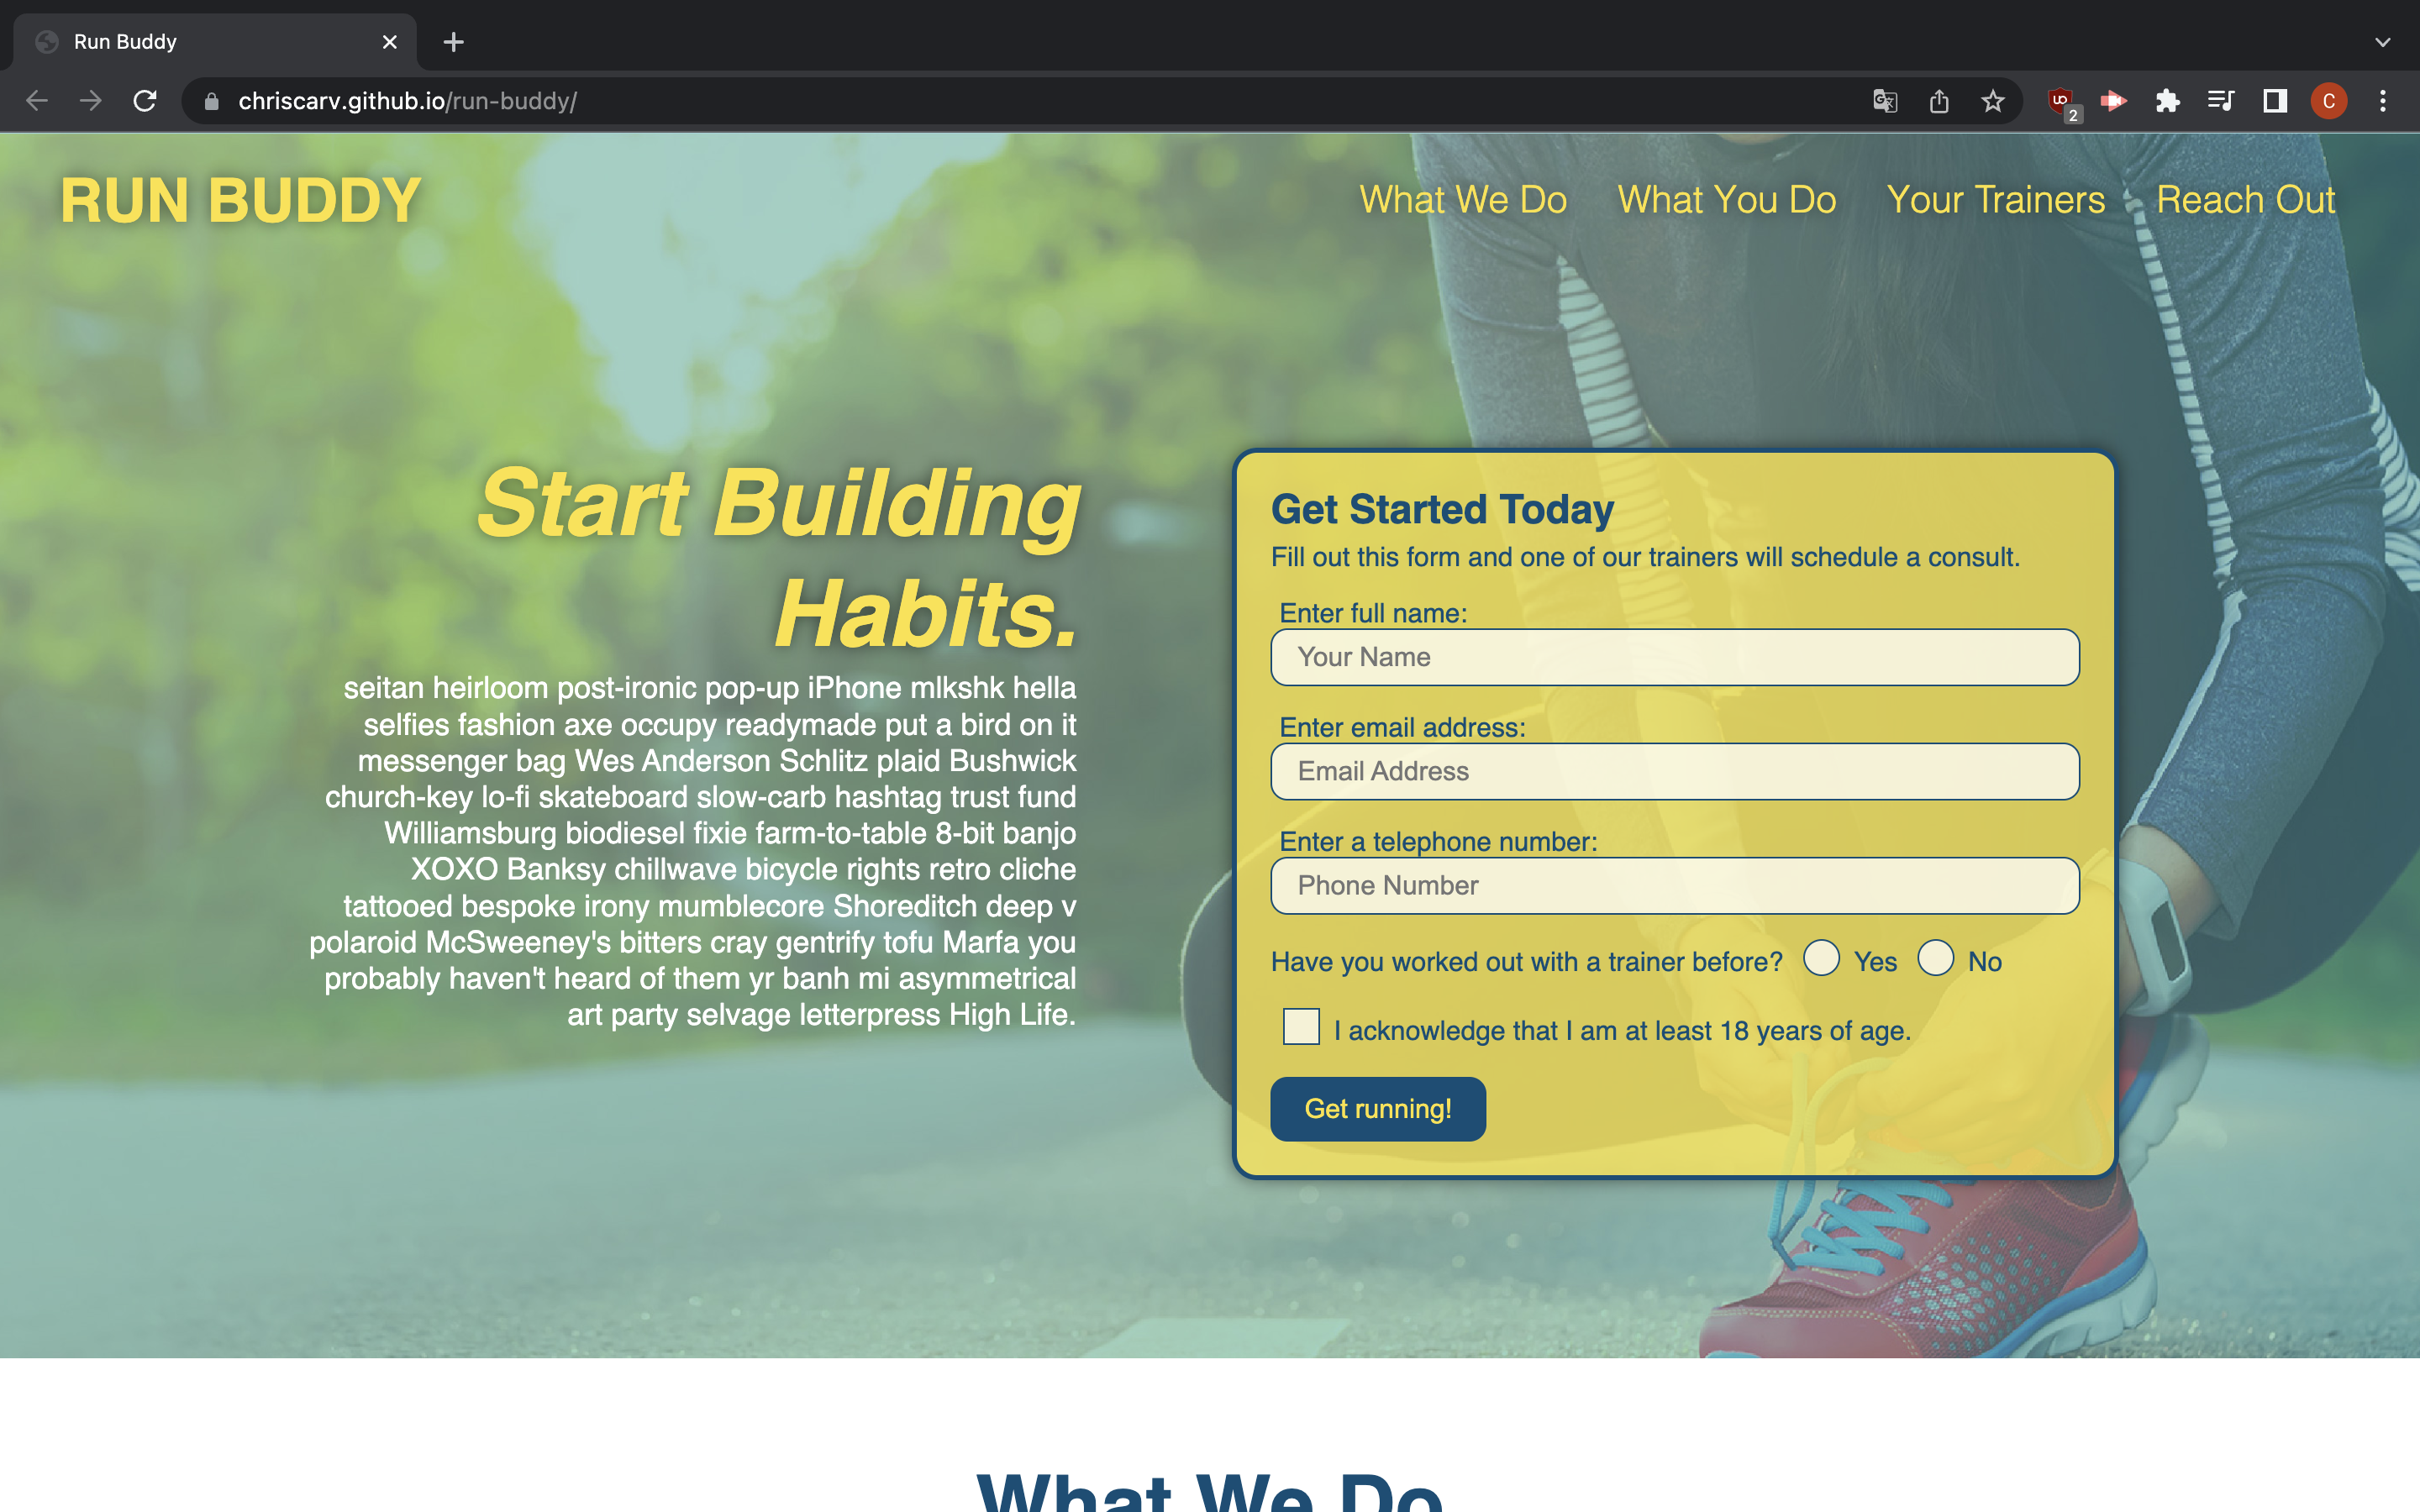 Run Buddy
chriscarv.github.io/run-buddy/
2
C
RUN BUDDY
What We Do
What You Do
Your Trainers
Reach Out
Start Building
Habits.
seitan heirloom post-ironic pop-up iPhone mlkshk hella
selfies fashion axe occupy readymade put a bird on it
messenger bag Wes Anderson Schlitz plaid Bushwick
church-key lo-fi skateboard slow-carb hashtag trust fund
Williamsburg biodiesel fixie farm-to-table 8-bit banjo
XOXO Banksy chillwave bicycle rights retro cliche
tattooed bespoke irony mumblecore Shoreditch deep v
polaroid McSweeney's bitters cray gentrify tofu Marfa you
probably haven't heard of them yr banh mi asymmetrical
art party selvage letterpress High Life.
Get Started Today
Fill out this form and one of our trainers will schedule a consult.
Enter full name:
Your Name
Enter email address:
Email Address
Enter a telephone number:
Phone Number
Have you worked out with a trainer before? Yes No
I acknowledge that I am at least 18 years of age.
Get running!
What We Do